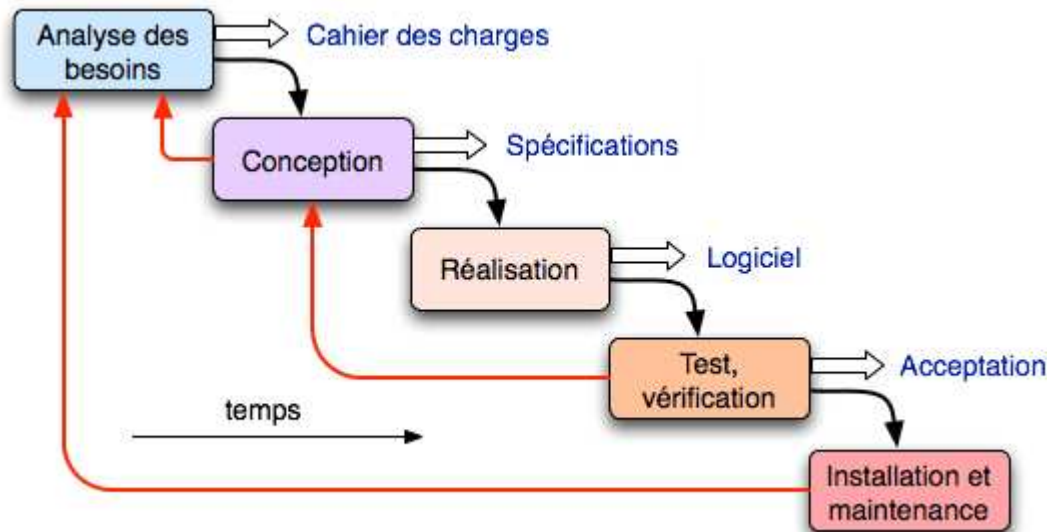 Analyse des
besoins
Cahier des charges
Conception
Spécifications
Réalisation
Logiciel
Test,
vérification
Acceptation
temps
Installation et
maintenance